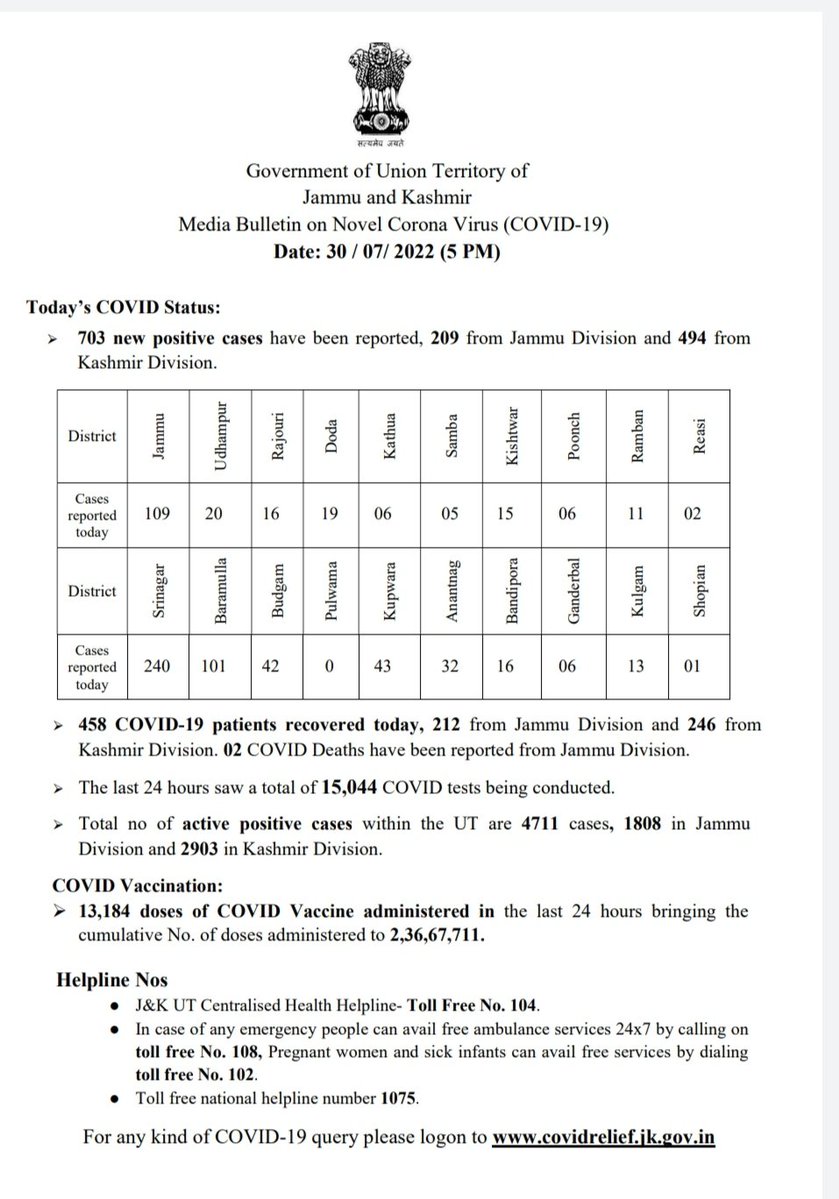 सत्यमेव जयते
Government of Union Territory of
Jammu and Kashmir
Media Bulletin on Novel Corona Virus (COVID-19)
Date: 30 / 07/ 2022 (5 PM)
Today's COVID Status:
➢ 703 new positive cases have been reported, 209 from Jammu Division and 494 from
Kashmir Division.
District Jammu Udhampur Rajouri Doda Kathua Samba Kishtwar Poonch Ramban Reasi
Cases
reported
today 109 20 16 19 06 05 15 06 11 02
District Srinagar Baramulla Budgam Pulwama Kupwara Anantnag Bandipora Ganderbal Kulgam Shopian
Cases
reported
today 240 101 42 0 43 32 16 06 13 01
➢ 458 COVID-19 patients recovered today, 212 from Jammu Division and 246 from
Kashmir Division. 02 COVID Deaths have been reported from Jammu Division.
➢ The last 24 hours saw a total of 15,044 COVID tests being conducted.
➢ Total no of active positive cases within the UT are 4711 cases, 1808 in Jammu
Division and 2903 in Kashmir Division.
COVID Vaccination:
➢ 13,184 doses of COVID Vaccine administered in the last 24 hours bringing the
cumulative No. of doses administered to 2,36,67,711.
Helpline Nos
● J&K UT Centralised Health Helpline- Toll Free No. 104.
● In case of any emergency people can avail free ambulance services 24x7 by calling on
toll free No. 108, Pregnant women and sick infants can avail free services by dialing
toll free No. 102.
● Toll free national helpline number 1075.
For any kind of COVID-19 query please logon to www.covidrelief.jk.gov.in